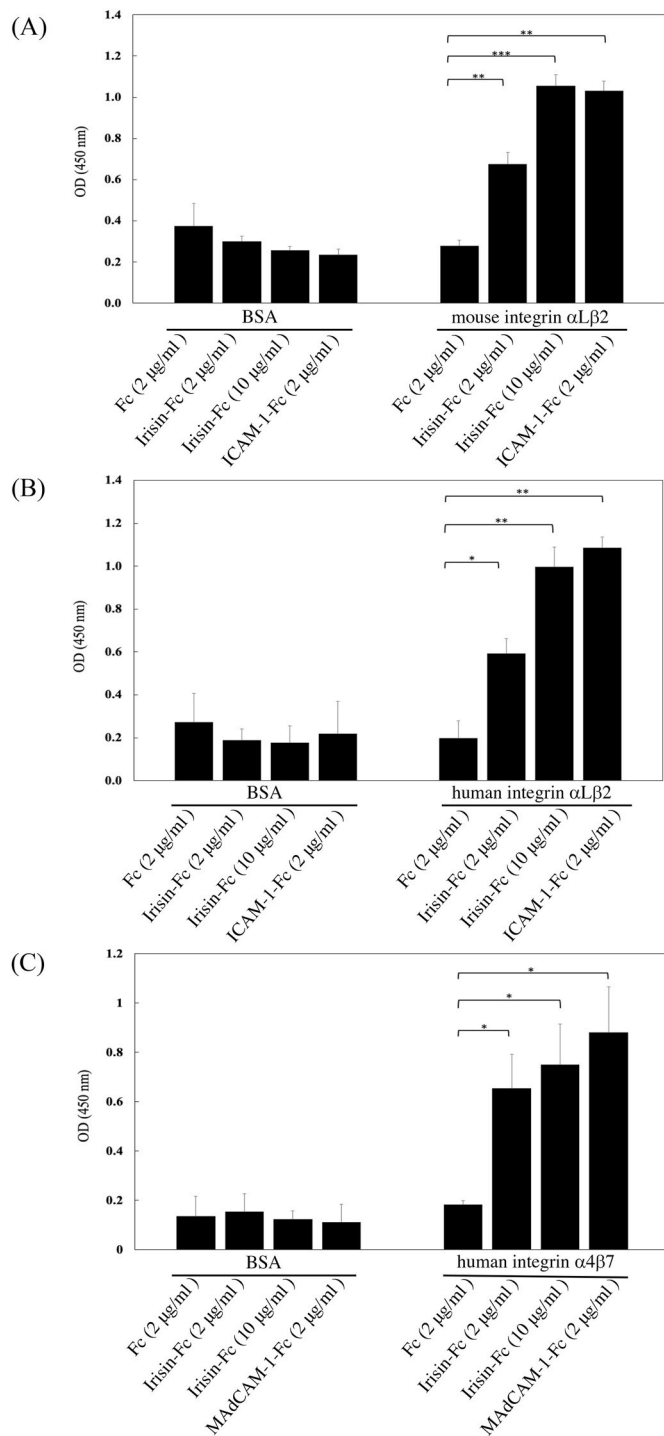 (A)
1.4
1.2
1.0
0.8
0.6
0.4
0.2
0.0
OD (450 nm)
**
***
**
BSA
mouse integrin αLβ2
Fc (2 μg/ml)
Irisin-Fc (2 μg/ml)
Irisin-Fc (10 μg/ml)
ICAM-1-Fc (2 μg/ml)
Fc (2 μg/ml)
Irisin-Fc (2 μg/ml)
Irisin-Fc (10 μg/ml)
ICAM-1-Fc (2 μg/ml)
(B)
1.4
1.2
1.0
0.8
0.6
0.4
0.2
0.0
OD (450 nm)
**
**
*
BSA
human integrin αLβ2
Fc (2 μg/ml)
Irisin-Fc (2 μg/ml)
Irisin-Fc (10 μg/ml)
ICAM-1-Fc (2 μg/ml)
Fc (2 μg/ml)
Irisin-Fc (2 μg/ml)
Irisin-Fc (10 μg/ml)
ICAM-1-Fc (2 μg/ml)
(C)
1.2
1
0.8
0.6
0.4
0.2
0
OD (450 nm)
*
*
*
BSA
human integrin α4β7
Fc (2 μg/ml)
Irisin-Fc (2 μg/ml)
Irisin-Fc (10 μg/ml)
MAdCAM-1-Fc (2 μg/ml)
Fc (2 μg/ml)
Irisin-Fc (2 μg/ml)
Irisin-Fc (10 μg/ml)
MAdCAM-1-Fc (2 μg/ml)